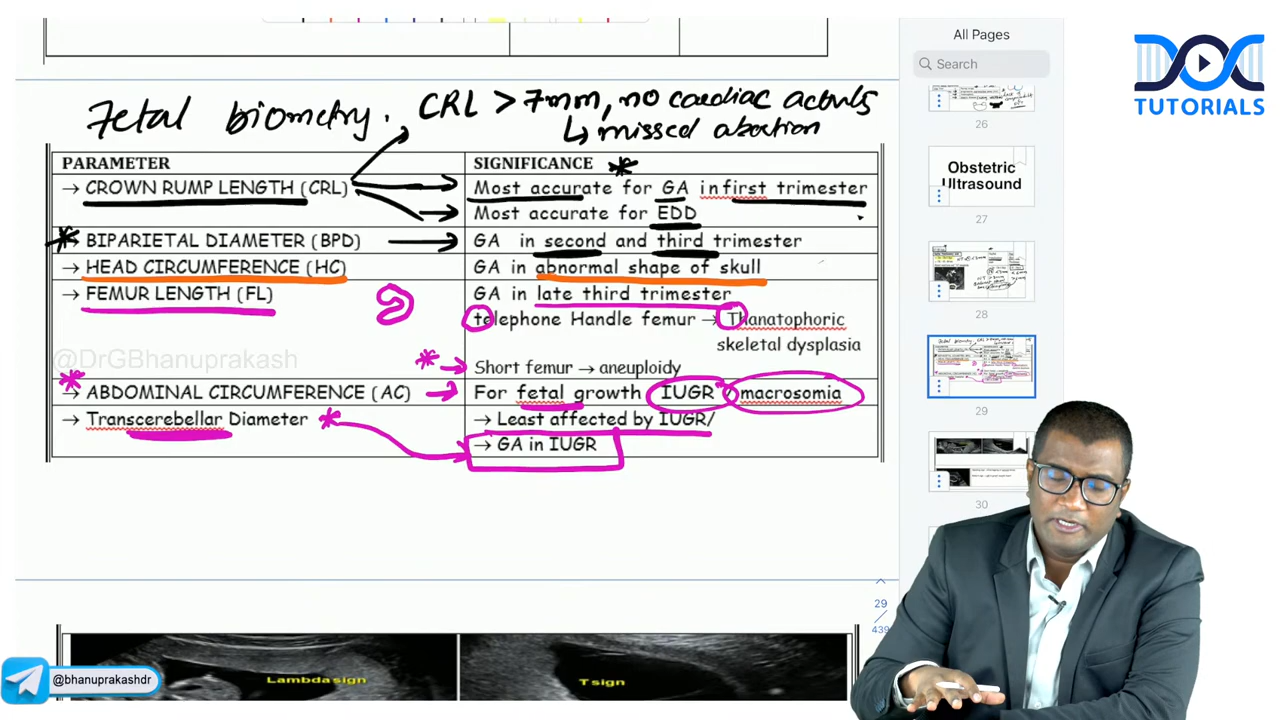 All Pages
Search
DOC
TUTORIALS
26
Obstetric
Ultrasound
27
28
29
30
Fetal biometry. CRL > 7mm, no cardiac activity
↳ missed abortion
PARAMETER SIGNIFICANCE *
→ CROWN RUMP LENGTH (CRL) Most accurate for GA in first trimester
Most accurate for EDD
* BIPARIETAL DIAMETER (BPD) GA in second and third trimester
→ HEAD CIRCUMFERENCE (HC) GA in abnormal shape of skull
→ FEMUR LENGTH (FL) GA in late third trimester
telephone Handle femur → Thanatophoric
skeletal dysplasia
@DrGBhanuprakash
Short femur → aneuploidy
→ ABDOMINAL CIRCUMFERENCE (AC) For fetal growth IUGR macrosomia
→ Transcerebellar Diameter → Least affected by IUGR/
→ GA in IUGR
29
439
Lambda sign
T sign
@bhanuprakashdr